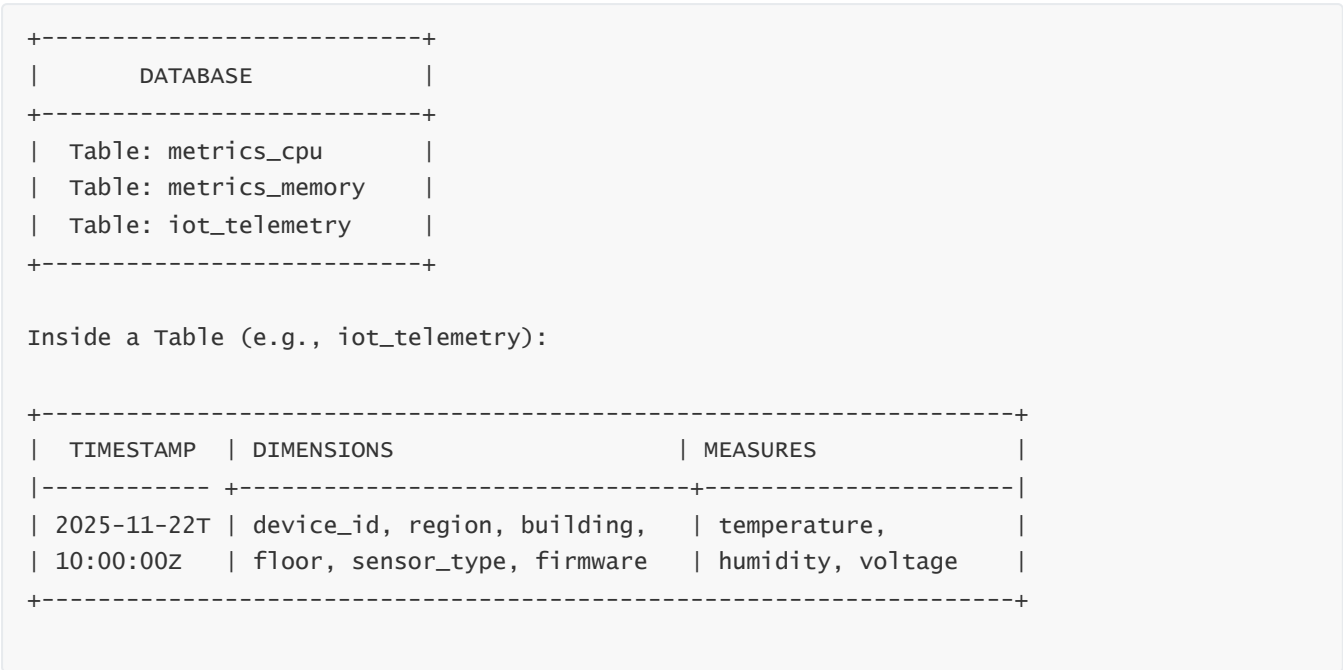 +---------------------------+
|       DATABASE            |
+---------------------------+
|  Table: metrics_cpu       |
|  Table: metrics_memory    |
|  Table: iot_telemetry     |
+---------------------------+
Inside a Table (e.g., iot_telemetry):
+---------------------------------------------------------------------+
|  TIMESTAMP  | DIMENSIONS                    | MEASURES              |
|------------ +--------------------------------+----------------------|
| 2025-11-22T | device_id, region, building,   | temperature,         |
| 10:00:00Z   | floor, sensor_type, firmware   | humidity, voltage    |
+---------------------------------------------------------------------+